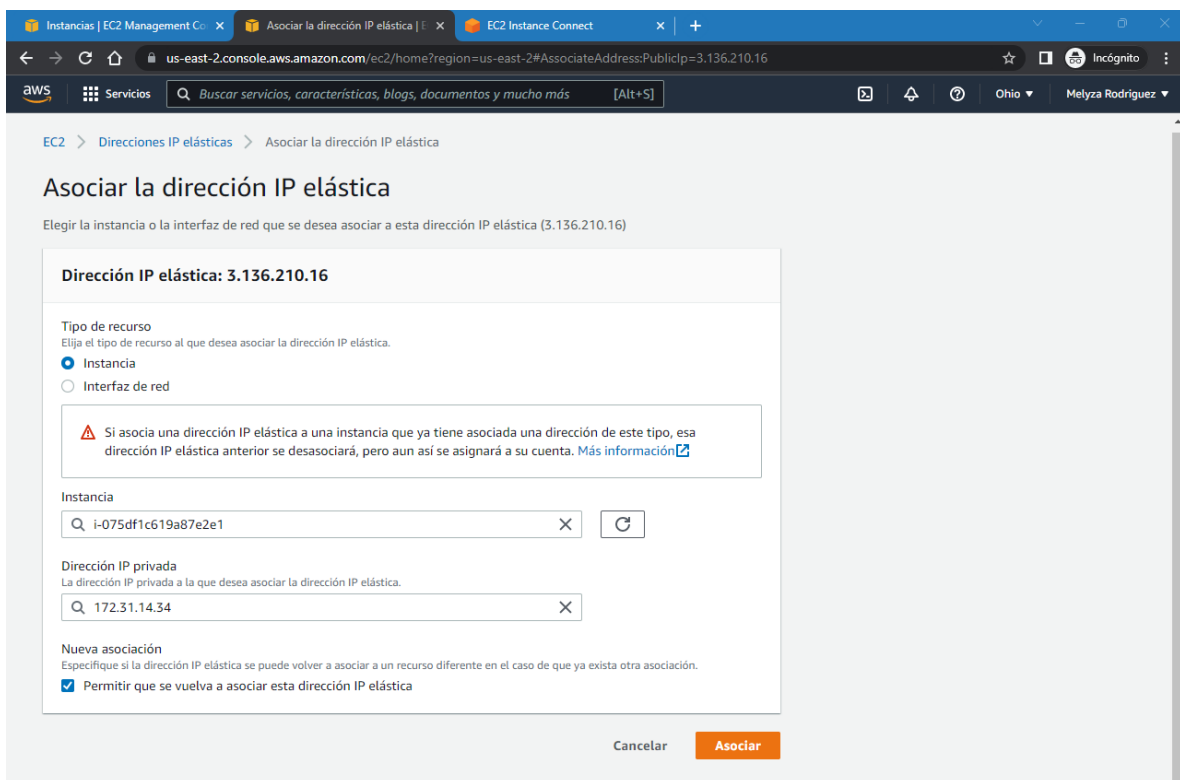 Instancias | EC2 Management Co
Asociar la dirección IP elástica | E
EC2 Instance Connect
us-east-2.console.aws.amazon.com/ec2/home?region=us-east-2#AssociateAddress:PublicIp=3.136.210.16
Incógnito
aws
Servicios
Buscar servicios, características, blogs, documentos y mucho más
[Alt+S]
Ohio
Melyza Rodriguez
EC2 > Direcciones IP elásticas > Asociar la dirección IP elástica
Asociar la dirección IP elástica
Elegir la instancia o la interfaz de red que se desea asociar a esta dirección IP elástica (3.136.210.16)
Dirección IP elástica: 3.136.210.16
Tipo de recurso
Elija el tipo de recurso al que desea asociar la dirección IP elástica.
Instancia
Interfaz de red
Si asocia una dirección IP elástica a una instancia que ya tiene asociada una dirección de este tipo, esa
dirección IP elástica anterior se desasociará, pero aun así se asignará a su cuenta. Más información
Instancia
i-075df1c619a87e2e1
Dirección IP privada
La dirección IP privada a la que desea asociar la dirección IP elástica.
172.31.14.34
Nueva asociación
Especifique si la dirección IP elástica se puede volver a asociar a un recurso diferente en el caso de que ya exista otra asociación.
Permitir que se vuelva a asociar esta dirección IP elástica
Cancelar
Asociar